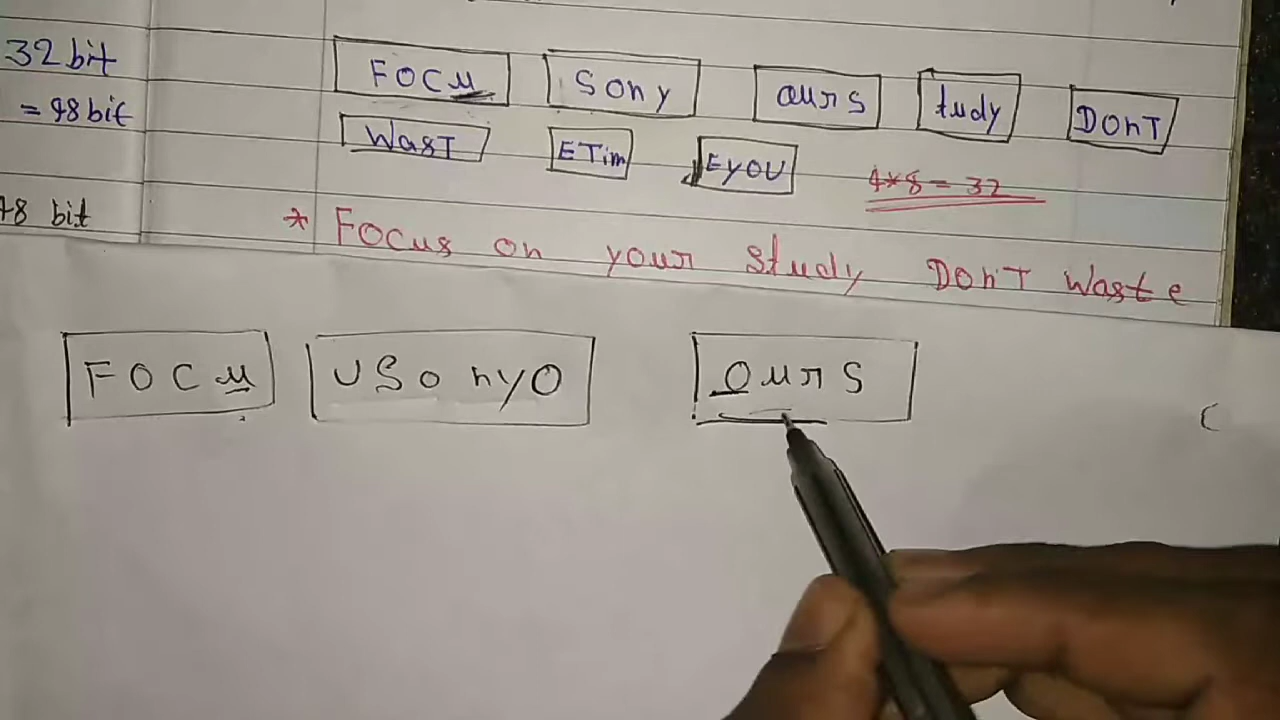 32 bit FOCu Sony ours tudy DOnT
= 48 bit WasT ETim EyOU 4*8 = 32
48 bit * Focus on your study DOnT waste
FOCu USonyO Ours (